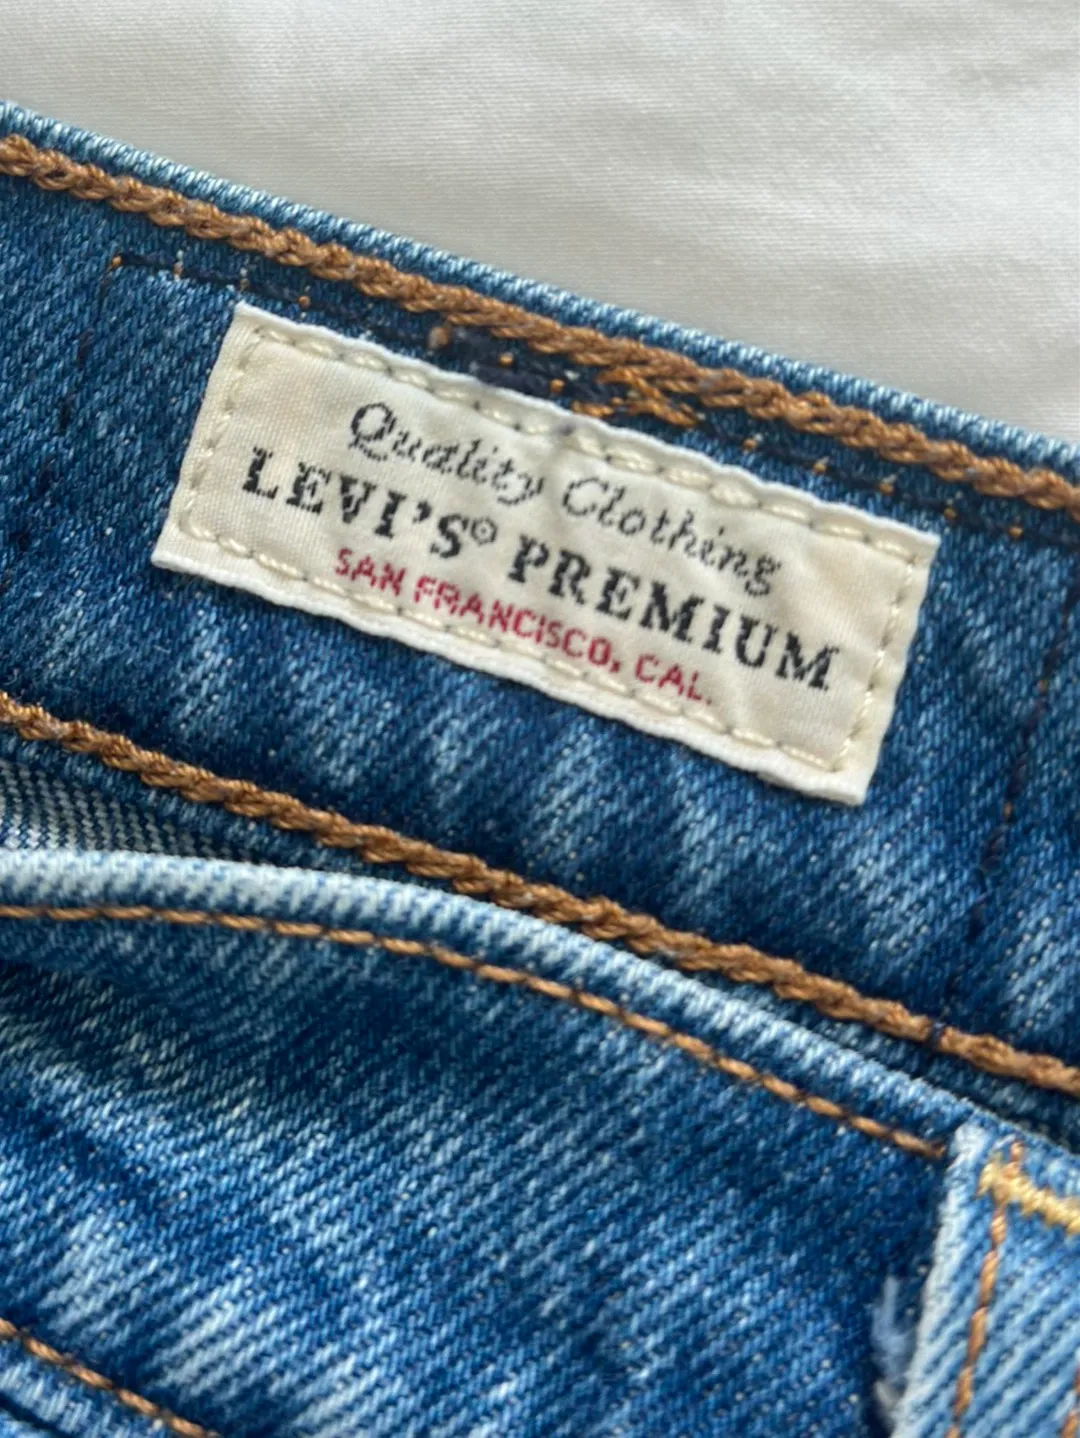 Quality Clothing
LEVI'S® PREMIUM
SAN FRANCISCO, CAL.